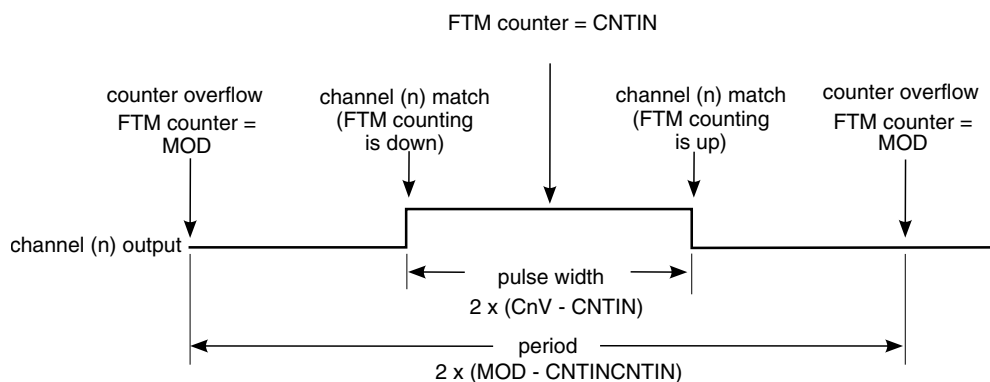 FTM counter = CNTIN
counter overflow
FTM counter =
MOD
channel (n) match
(FTM counting
is down)
channel (n) match
(FTM counting
is up)
counter overflow
FTM counter =
MOD
channel (n) output
pulse width
2 x (CnV - CNTIN)
period
2 x (MOD - CNTINCNTIN)